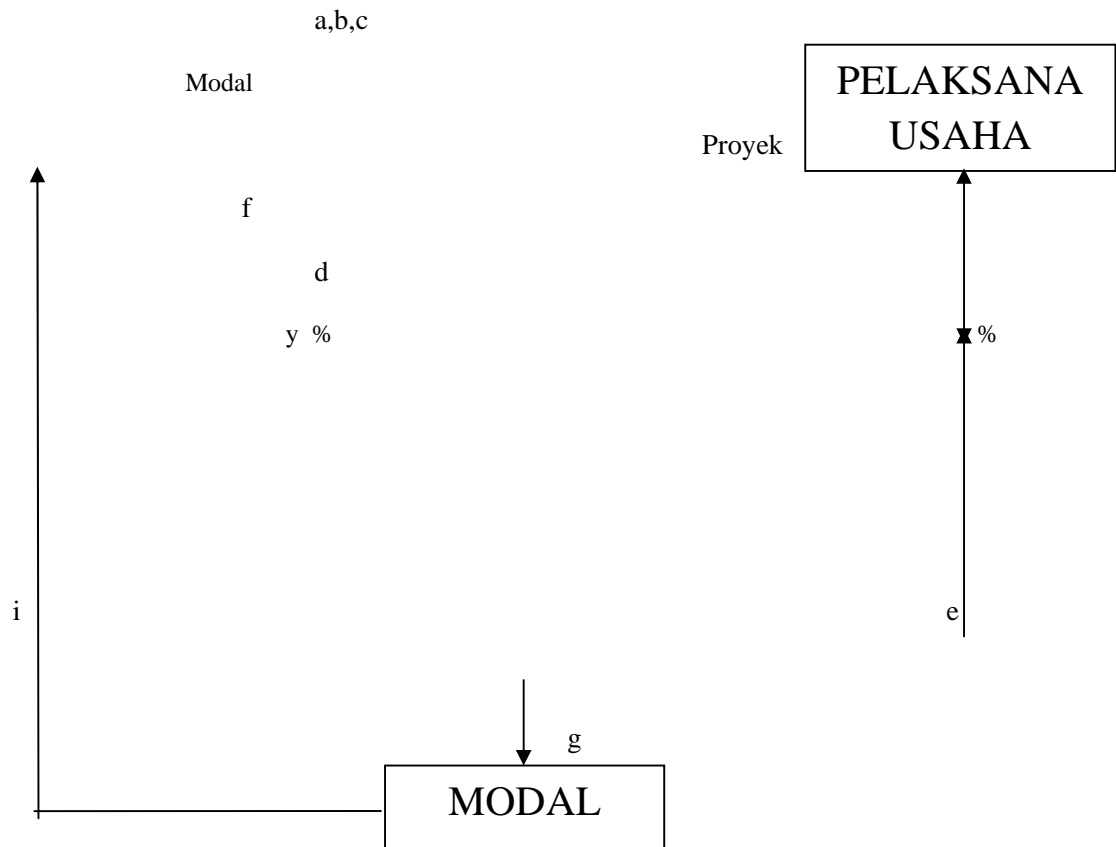 a,b,c
Modal
PELAKSANA
USAHA
Proyek
f
d
y %
%
i
e
g
MODAL